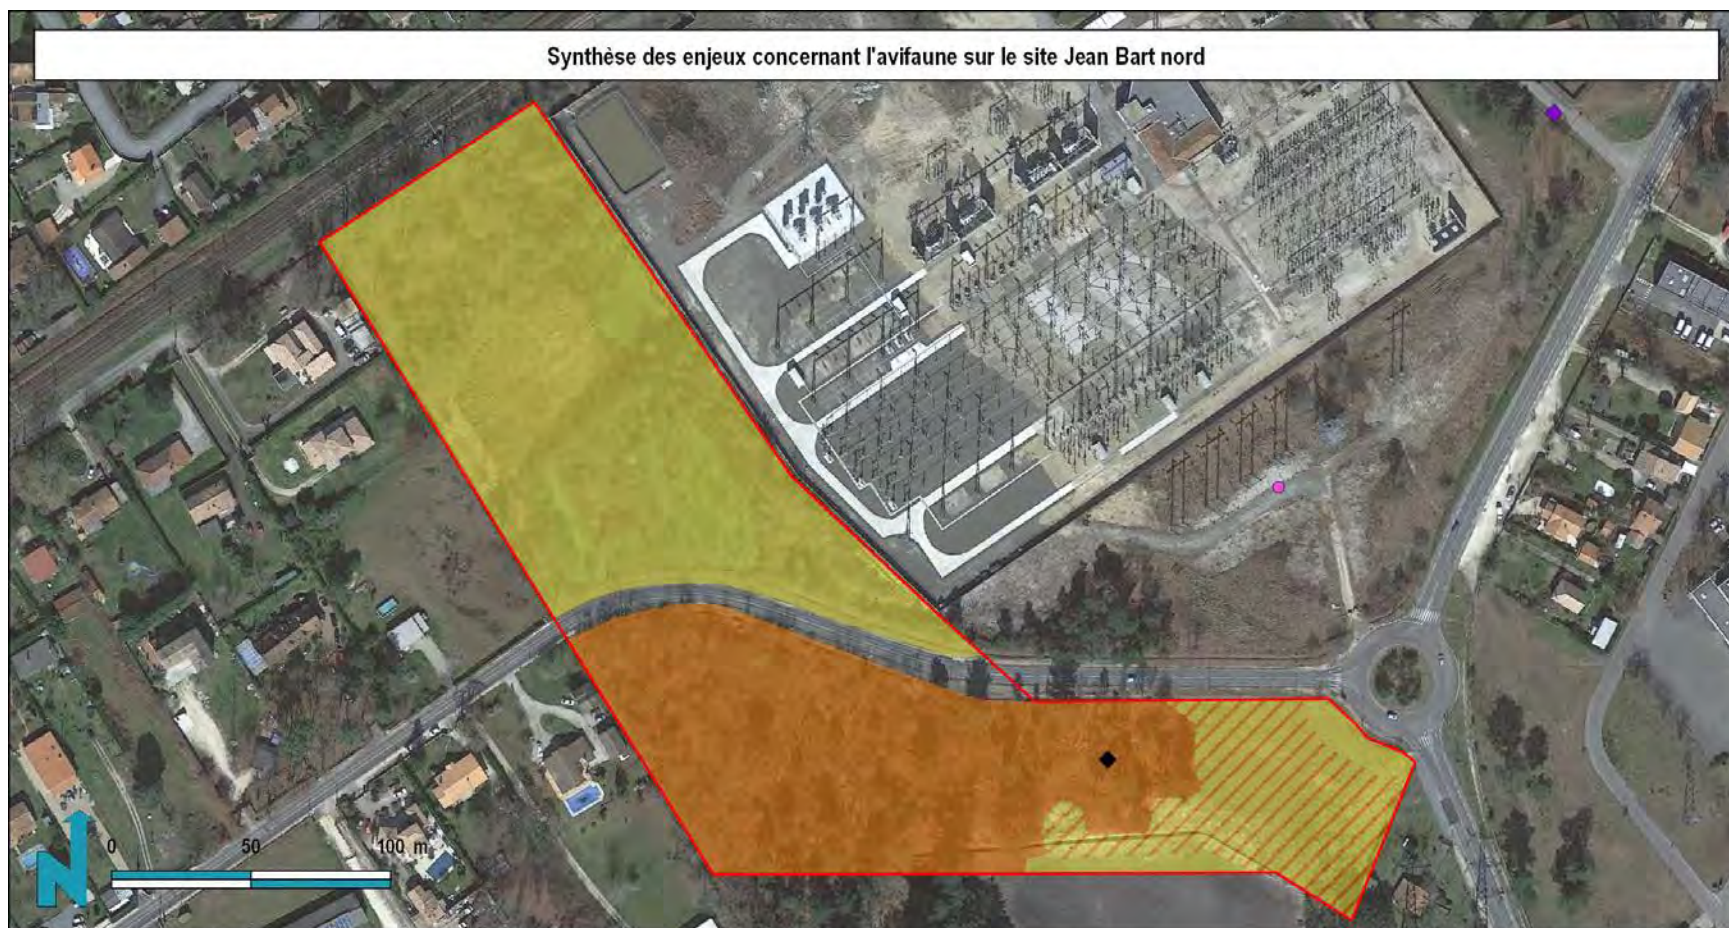 Synthèse des enjeux concernant l'avifaune sur le site Jean Bart nord
0 50 100 m
N